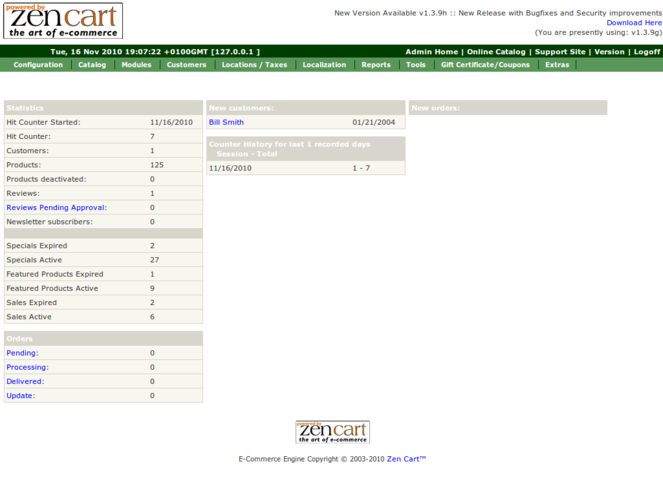 powered by
zen cart
the art of e-commerce
New Version Available v1.3.9h :: New Release with Bugfixes and Security improvements
Download Here
(You are presently using: v1.3.9g)
Tue, 16 Nov 2010 19:07:22 +0100GMT [127.0.0.1 ]
Admin Home | Online Catalog | Support Site | Version | Logoff
Configuration | Catalog | Modules | Customers | Locations / Taxes | Localization | Reports | Tools | Gift Certificate/Coupons | Extras |
Statistics
Hit Counter Started: 11/16/2010
Hit Counter: 7
Customers: 1
Products: 125
Products deactivated: 0
Reviews: 1
Reviews Pending Approval: 0
Newsletter subscribers: 0
Specials Expired 2
Specials Active 27
Featured Products Expired 1
Featured Products Active 9
Sales Expired 2
Sales Active 6
Orders
Pending: 0
Processing: 0
Delivered: 0
Update: 0
New customers:
Bill Smith 01/21/2004
Counter History for last 1 recorded days
Session - Total
11/16/2010 1 - 7
New orders:
powered by
zen cart
the art of e-commerce
E-Commerce Engine Copyright © 2003-2010 Zen Cart™